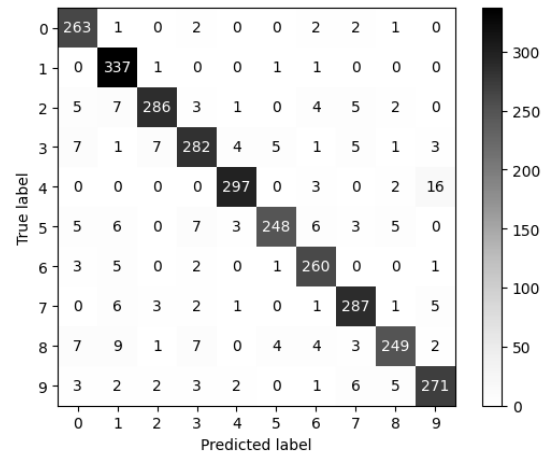 0 263 1 0 2 0 0 2 2 1 0
1 0 337 1 0 0 1 1 0 0 0
2 5 7 286 3 1 0 4 5 2 0
3 7 1 7 282 4 5 1 5 1 3
4 0 0 0 0 297 0 3 0 2 16
5 5 6 0 7 3 248 6 3 5 0
6 3 5 0 2 0 1 260 0 0 1
7 0 6 3 2 1 0 1 287 1 5
8 7 9 1 7 0 4 4 3 249 2
9 3 2 2 3 2 0 1 6 5 271
0 1 2 3 4 5 6 7 8 9
Predicted label
True label
300
250
200
150
100
50
0